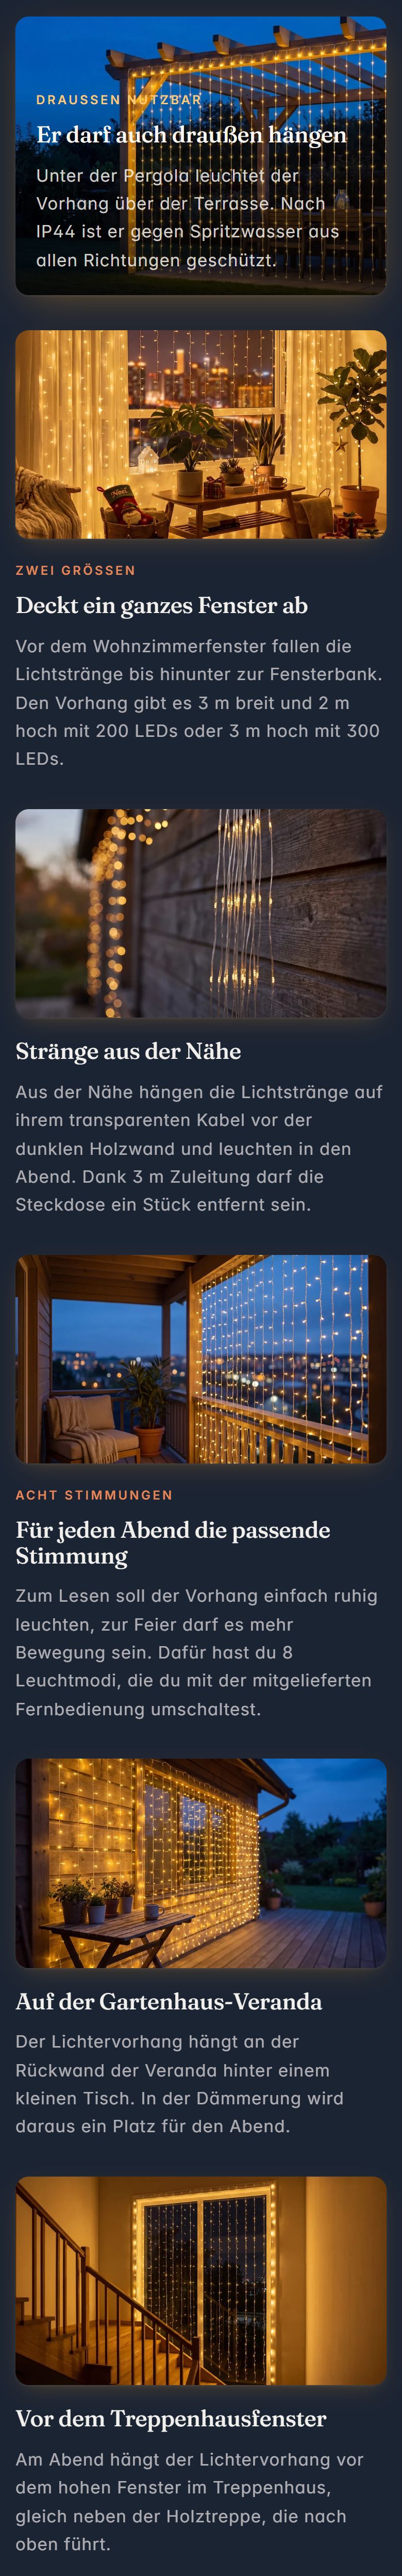 DRAUSSEN NUTZBAR
Er darf auch draußen hängen
Unter der Pergola leuchtet der
Vorhang über der Terrasse. Nach
IP44 ist er gegen Spritzwasser aus
allen Richtungen geschützt.
ZWEI GRÖSSEN
Deckt ein ganzes Fenster ab
Vor dem Wohnzimmerfenster fallen die
Lichtstränge bis hinunter zur Fensterbank.
Den Vorhang gibt es 3 m breit und 2 m
hoch mit 200 LEDs oder 3 m hoch mit 300
LEDs.
Stränge aus der Nähe
Aus der Nähe hängen die Lichtstränge auf
ihrem transparenten Kabel vor der
dunklen Holzwand und leuchten in den
Abend. Dank 3 m Zuleitung darf die
Steckdose ein Stück entfernt sein.
ACHT STIMMUNGEN
Für jeden Abend die passende
Stimmung
Zum Lesen soll der Vorhang einfach ruhig
leuchten, zur Feier darf es mehr
Bewegung sein. Dafür hast du 8
Leuchtmodi, die du mit der mitgelieferten
Fernbedienung umschaltest.
Auf der Gartenhaus-Veranda
Der Lichtervorhang hängt an der
Rückwand der Veranda hinter einem
kleinen Tisch. In der Dämmerung wird
daraus ein Platz für den Abend.
Vor dem Treppenhausfenster
Am Abend hängt der Lichtervorhang vor
dem hohen Fenster im Treppenhaus,
gleich neben der Holztreppe, die nach
oben führt.